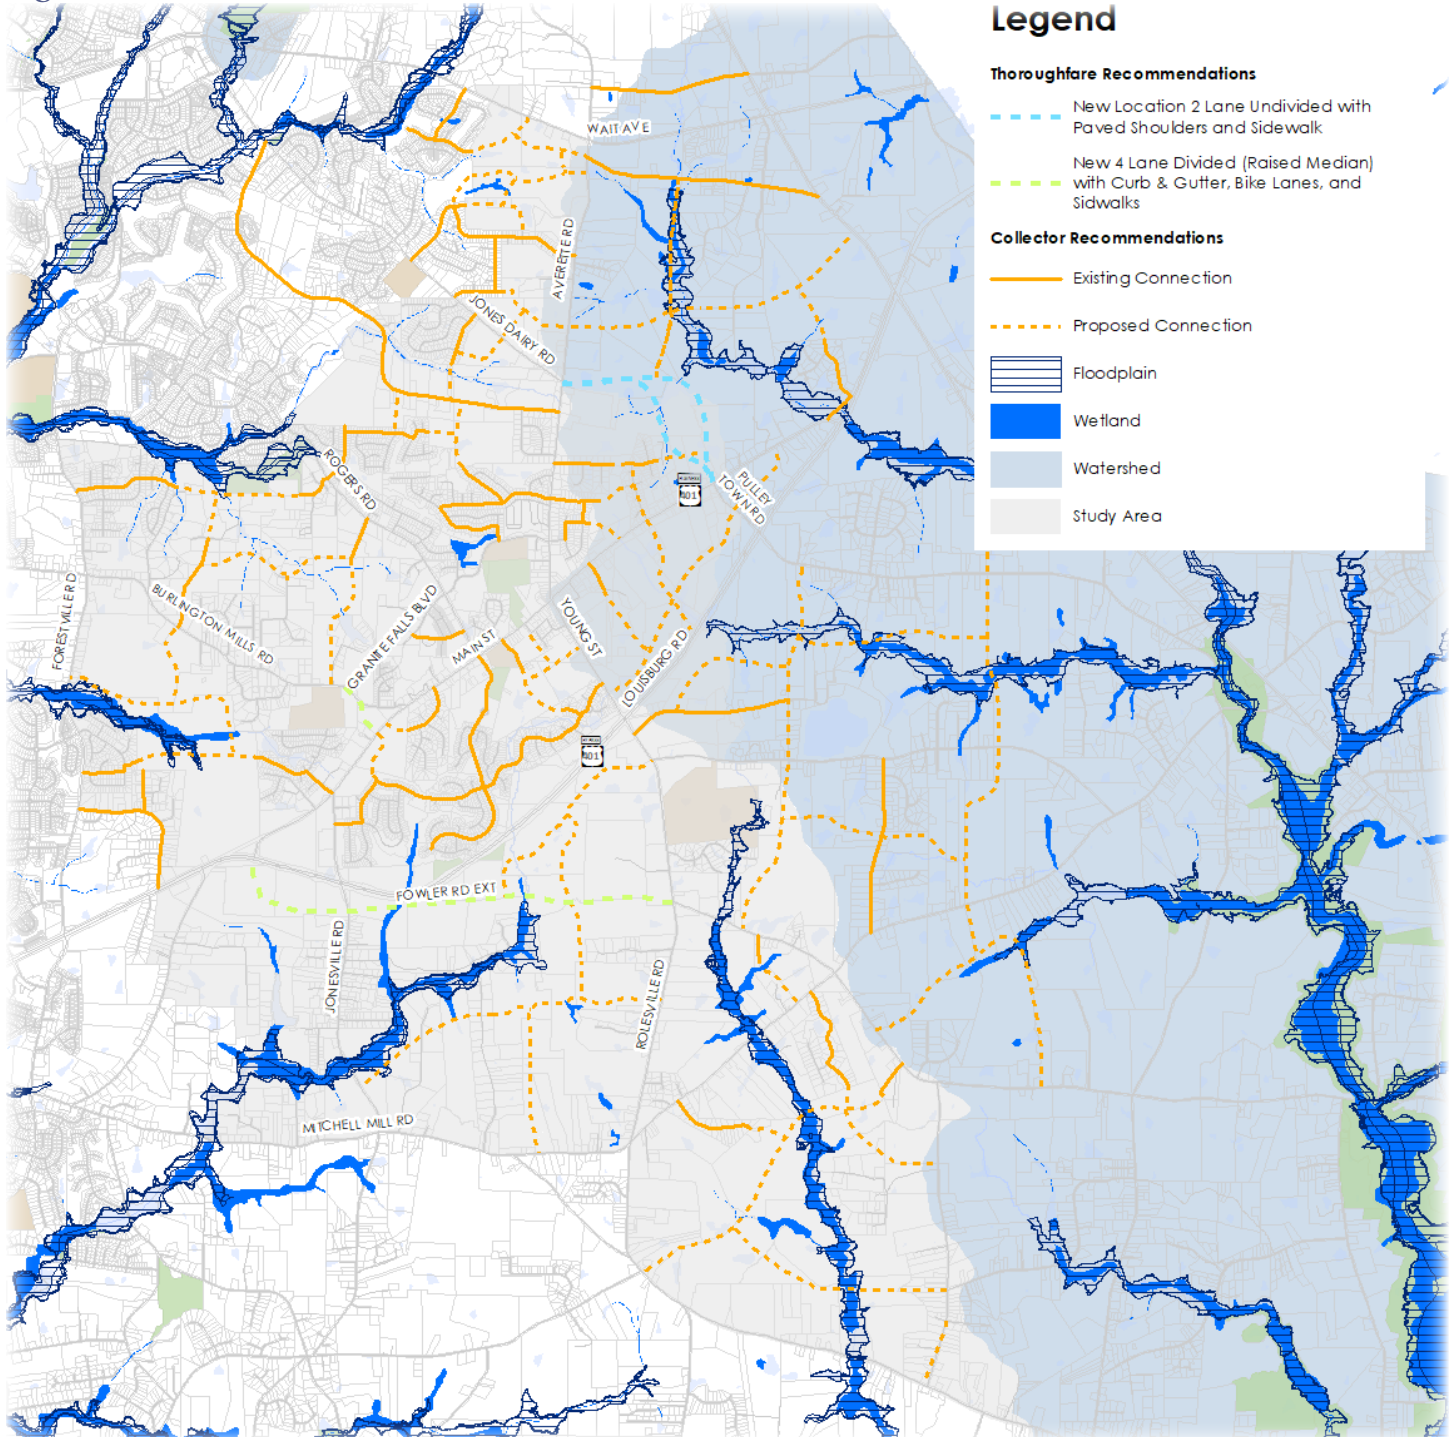 Legend
Thoroughfare Recommendations
New Location 2 Lane Undivided with
Paved Shoulders and Sidewalk
New 4 Lane Divided (Raised Median)
with Curb & Gutter, Bike Lanes, and
Sidwalks
Collector Recommendations
Existing Connection
Proposed Connection
Floodplain
Wetland
Watershed
Study Area
WAIT AVE
AVERETTE RD
JONES DAIRY RD
ROGERS RD
401
PULLEY
TOWN RD
FORESTVILLE RD
BURLINGTON MILLS RD
GRANITE FALLS BLVD
MAIN ST
YOUNG ST
LOUISBURG RD
401
FOWLER RD EXT
JONESVILLE RD
ROLESVILLE RD
MITCHELL MILL RD